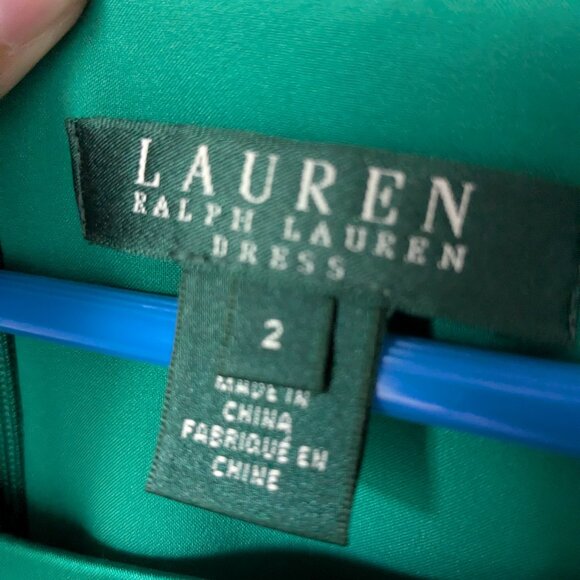 LAUREN
RALPH LAUREN
DRESS
2
MADE IN
CHINA
FABRIQUÉ EN
CHINE